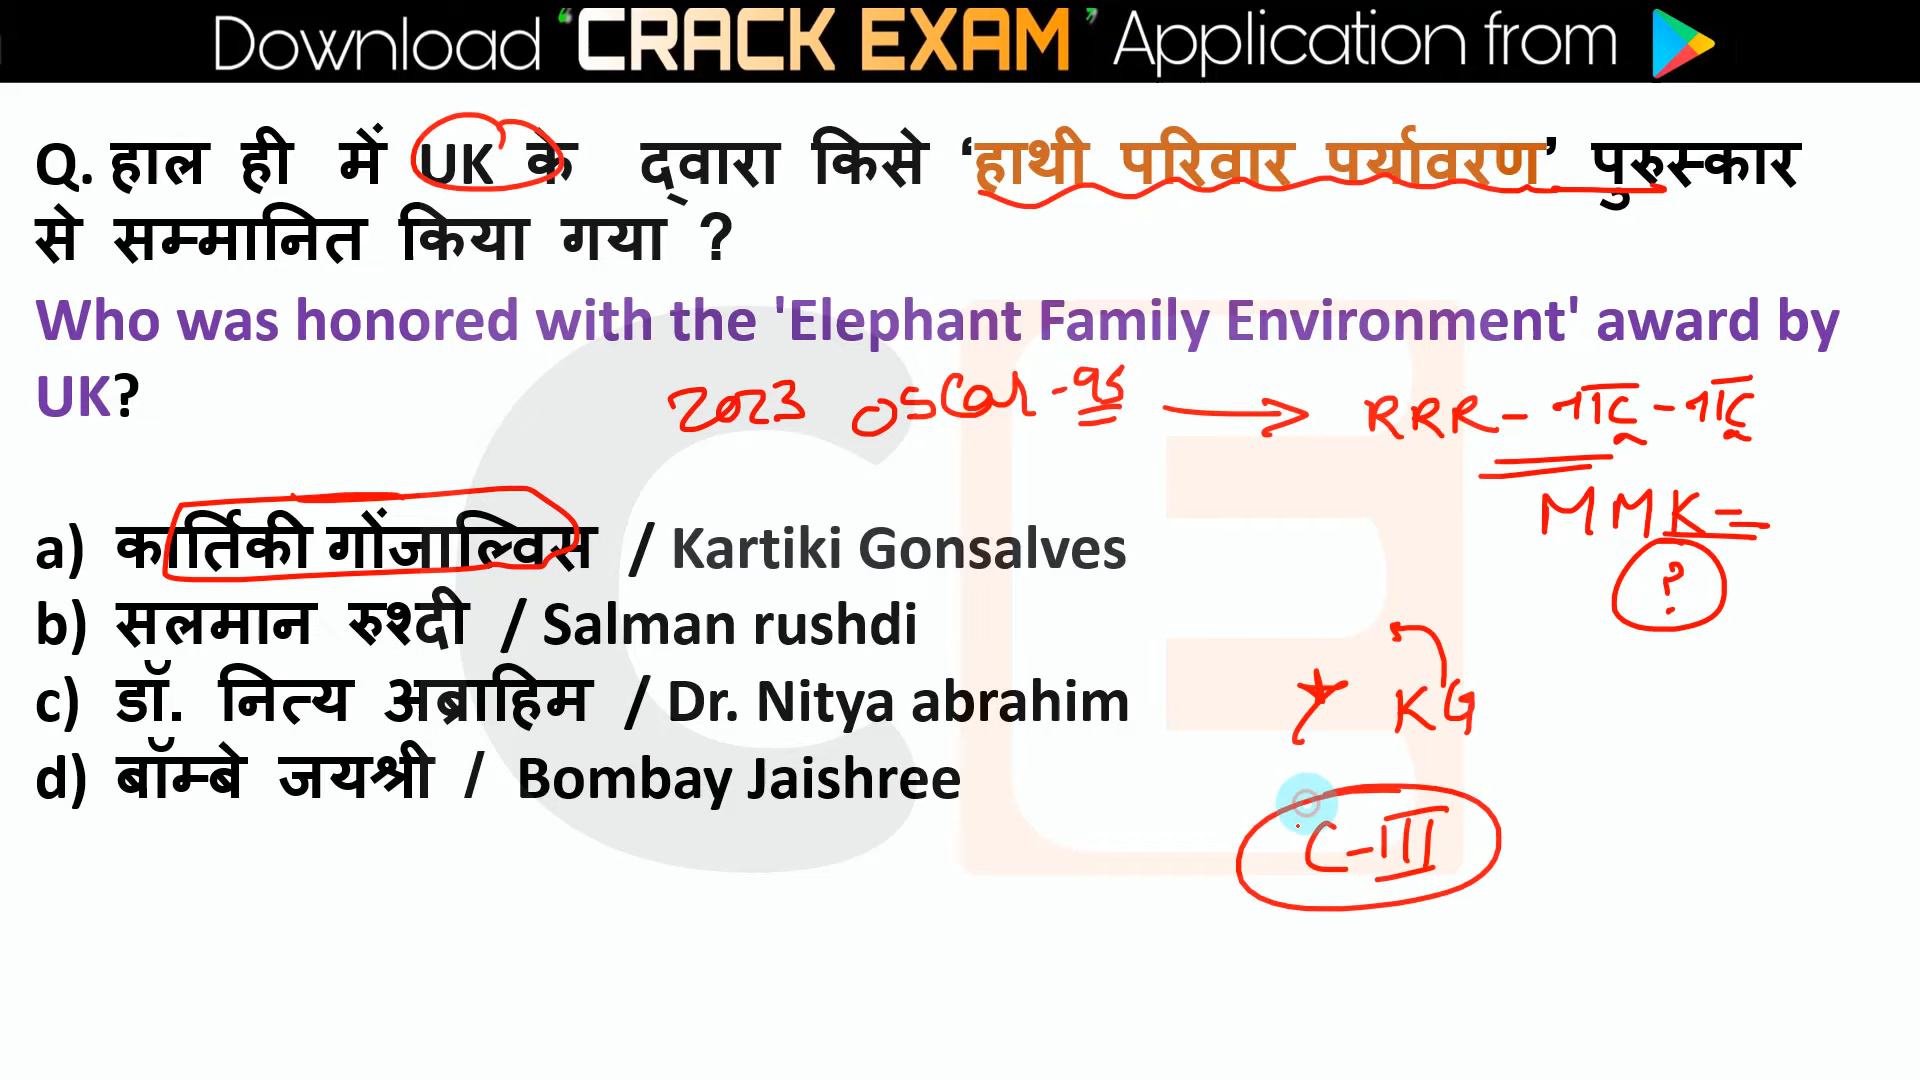 Download 'CRACK EXAM' Application from
Q. हाल ही में UK के द्वारा किसे ‘हाथी परिवार पर्यावरण’ पुरुस्कार
से सम्मानित किया गया ?
Who was honored with the 'Elephant Family Environment' award by
UK?
2023 OSCar - 95 → RRR -
MMK =
?
a) कार्तिकी गोंजाल्विस / Kartiki Gonsalves
b) सलमान रुश्दी / Salman rushdi
c) डॉ. नित्य अब्राहिम / Dr. Nitya abrahim
KG
d) बॉम्बे जयश्री / Bombay Jaishree
C-III